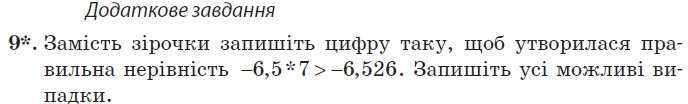 Додаткове завдання
9*. Замість зірочки запишіть цифру таку, щоб утворилася пра-
вильна нерівність –6,5*7 > –6,526. Запишіть усі можливі ви-
падки.